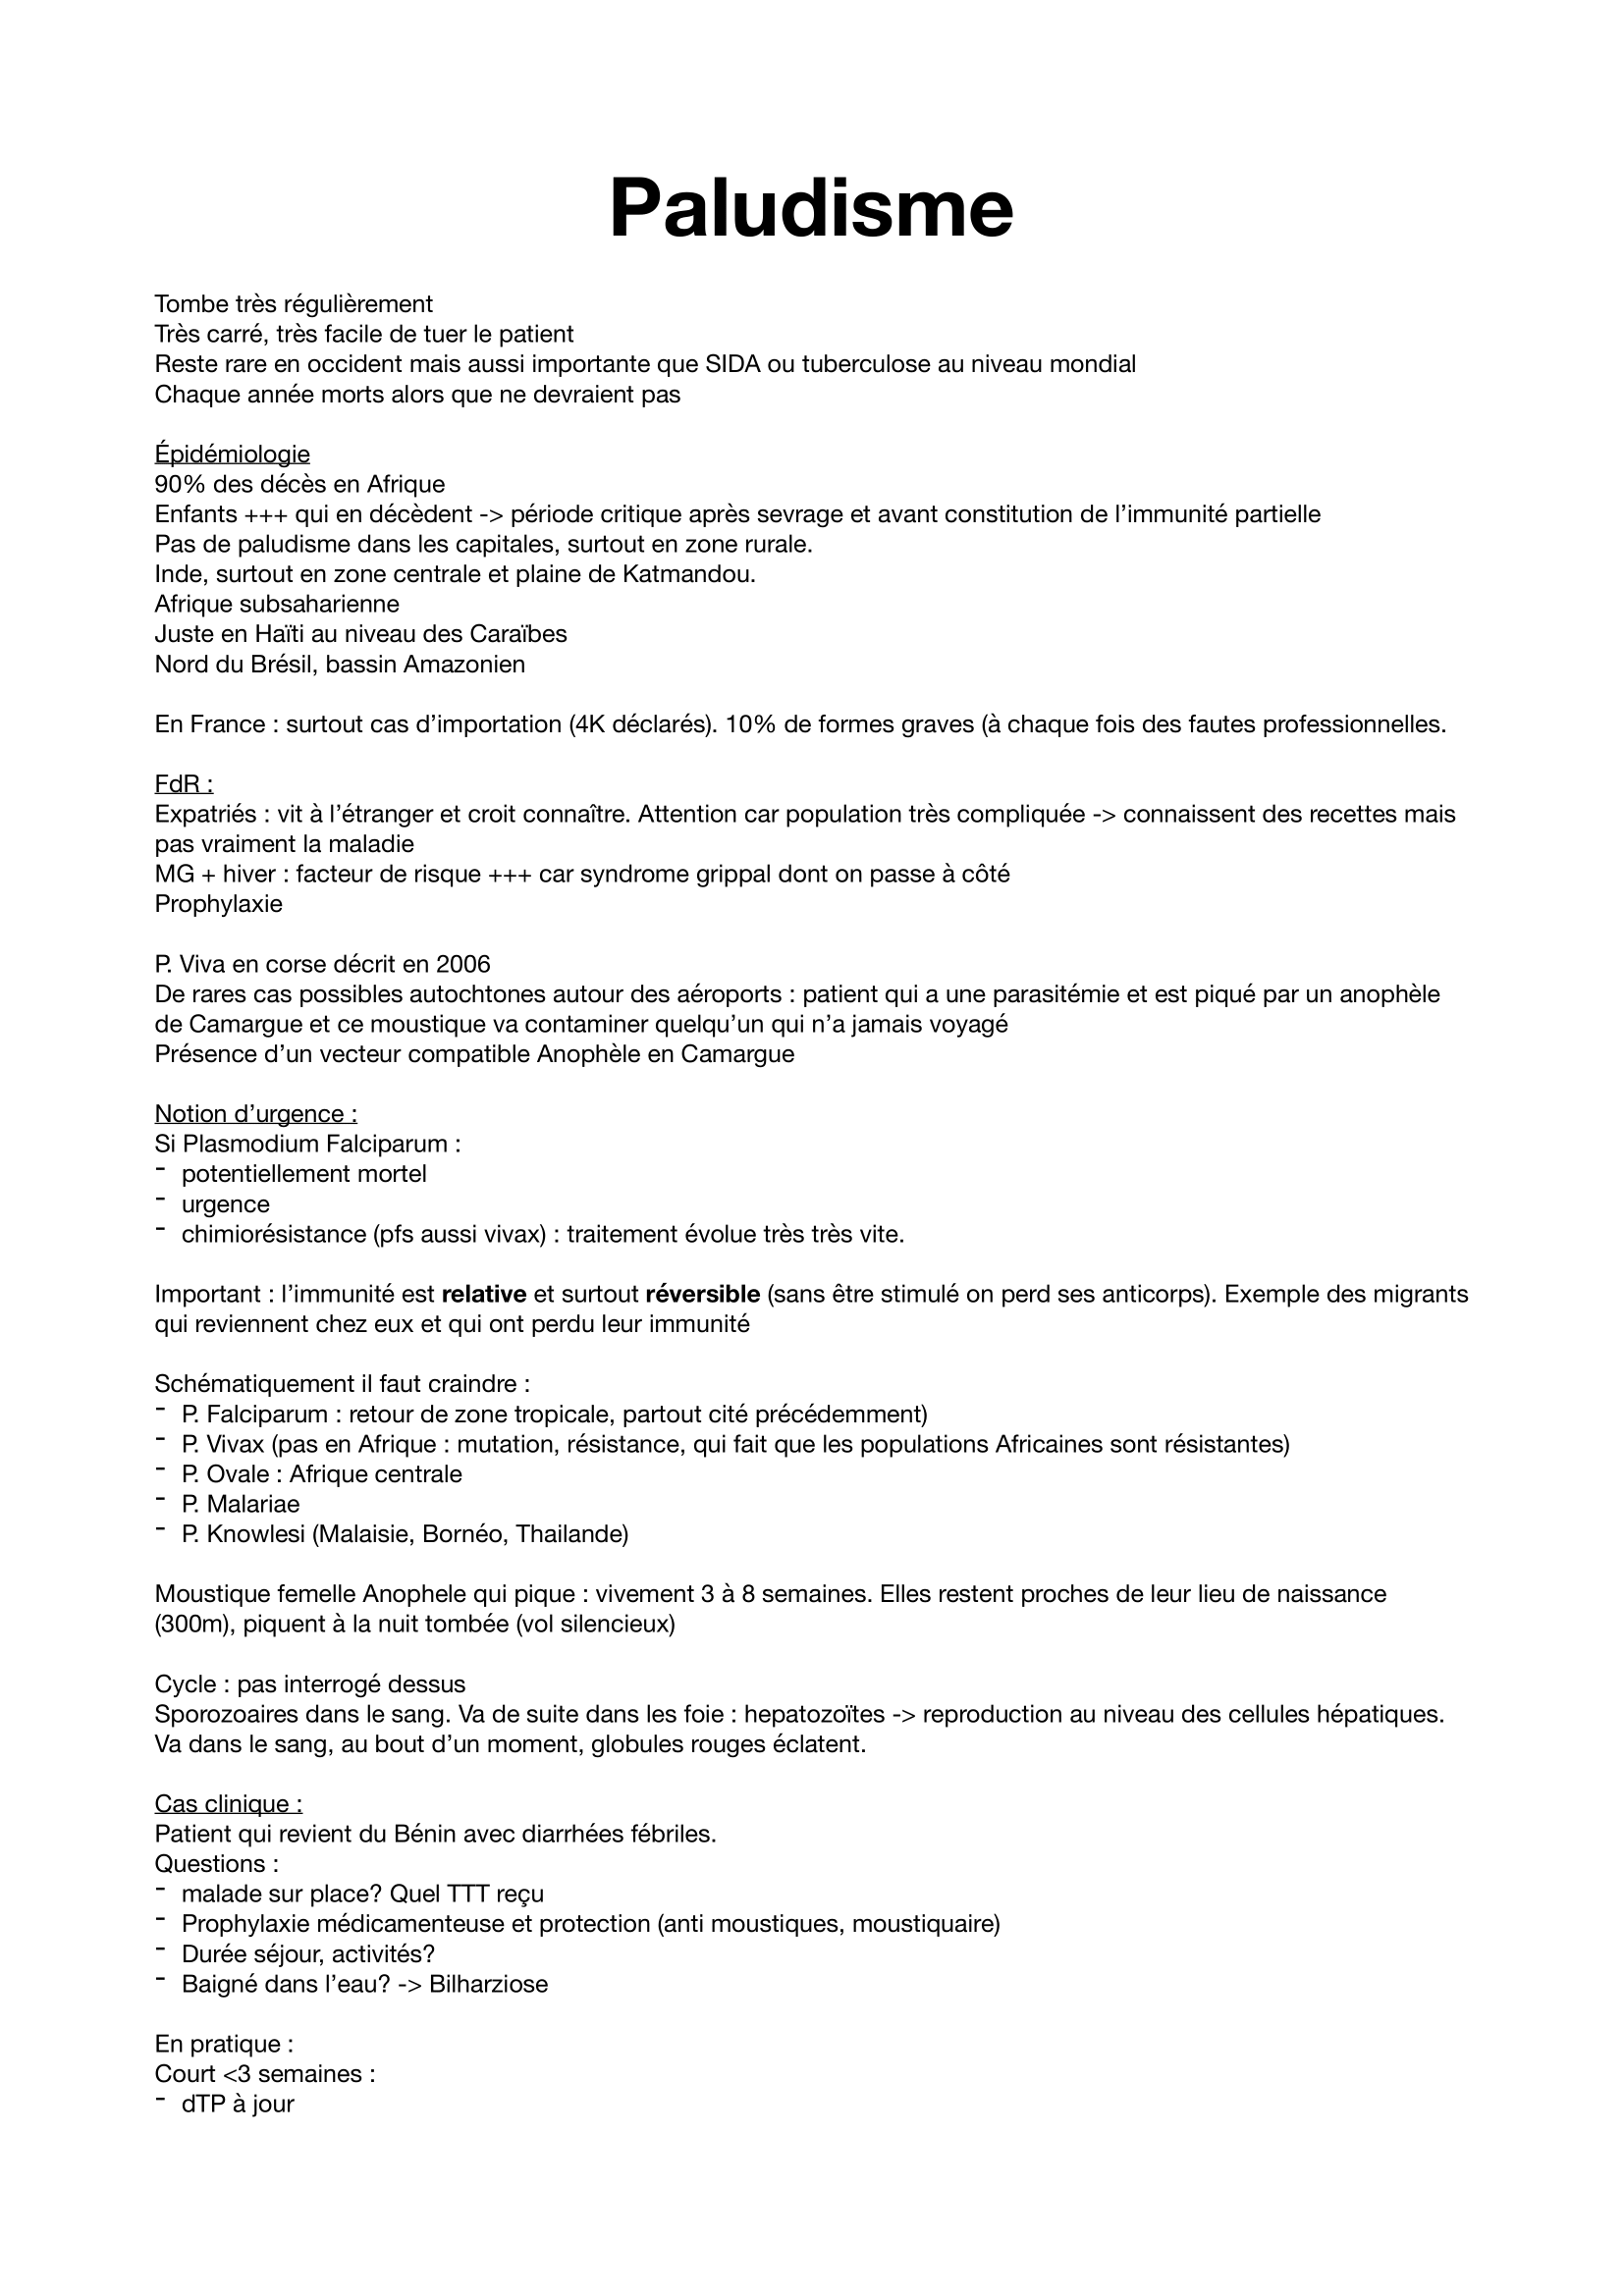 Paludisme
Tombe très régulièrement
Très carré, très facile de tuer le patient
Reste rare en occident mais aussi importante que SIDA ou tuberculose au niveau mondial
Chaque année morts alors que ne devraient pas
Épidémiologie
90% des décès en Afrique
Enfants +++ qui en décèdent -> période critique après sevrage et avant constitution de l’immunité partielle
Pas de paludisme dans les capitales, surtout en zone rurale.
Inde, surtout en zone centrale et plaine de Katmandou.
Afrique subsaharienne
Juste en Haïti au niveau des Caraïbes
Nord du Brésil, bassin Amazonien
En France : surtout cas d’importation (4K déclarés). 10% de formes graves (à chaque fois des fautes professionnelles.
FdR :
Expatriés : vit à l’étranger et croit connaître. Attention car population très compliquée -> connaissent des recettes mais
pas vraiment la maladie
MG + hiver : facteur de risque +++ car syndrome grippal dont on passe à côté
Prophylaxie
P. Viva en corse décrit en 2006
De rares cas possibles autochtones autour des aéroports : patient qui a une parasitémie et est piqué par un anophèle
de Camargue et ce moustique va contaminer quelqu’un qui n’a jamais voyagé
Présence d’un vecteur compatible Anophèle en Camargue
Notion d’urgence :
Si Plasmodium Falciparum :
- potentiellement mortel
- urgence
- chimiorésistance (pfs aussi vivax) : traitement évolue très très vite.
Important : l’immunité est relative et surtout réversible (sans être stimulé on perd ses anticorps). Exemple des migrants
qui reviennent chez eux et qui ont perdu leur immunité
Schématiquement il faut craindre :
- P. Falciparum : retour de zone tropicale, partout cité précédemment)
- P. Vivax (pas en Afrique : mutation, résistance, qui fait que les populations Africaines sont résistantes)
- P. Ovale : Afrique centrale
- P. Malariae
- P. Knowlesi (Malaisie, Bornéo, Thailande)
Moustique femelle Anophele qui pique : vivement 3 à 8 semaines. Elles restent proches de leur lieu de naissance
(300m), piquent à la nuit tombée (vol silencieux)
Cycle : pas interrogé dessus
Sporozoaires dans le sang. Va de suite dans les foie : hepatozoïtes -> reproduction au niveau des cellules hépatiques.
Va dans le sang, au bout d’un moment, globules rouges éclatent.
Cas clinique :
Patient qui revient du Bénin avec diarrhées fébriles.
Questions :
- malade sur place? Quel TTT reçu
- Prophylaxie médicamenteuse et protection (anti moustiques, moustiquaire)
- Durée séjour, activités?
- Baigné dans l’eau? -> Bilharziose
En pratique :
Court <3 semaines :
- dTP à jour